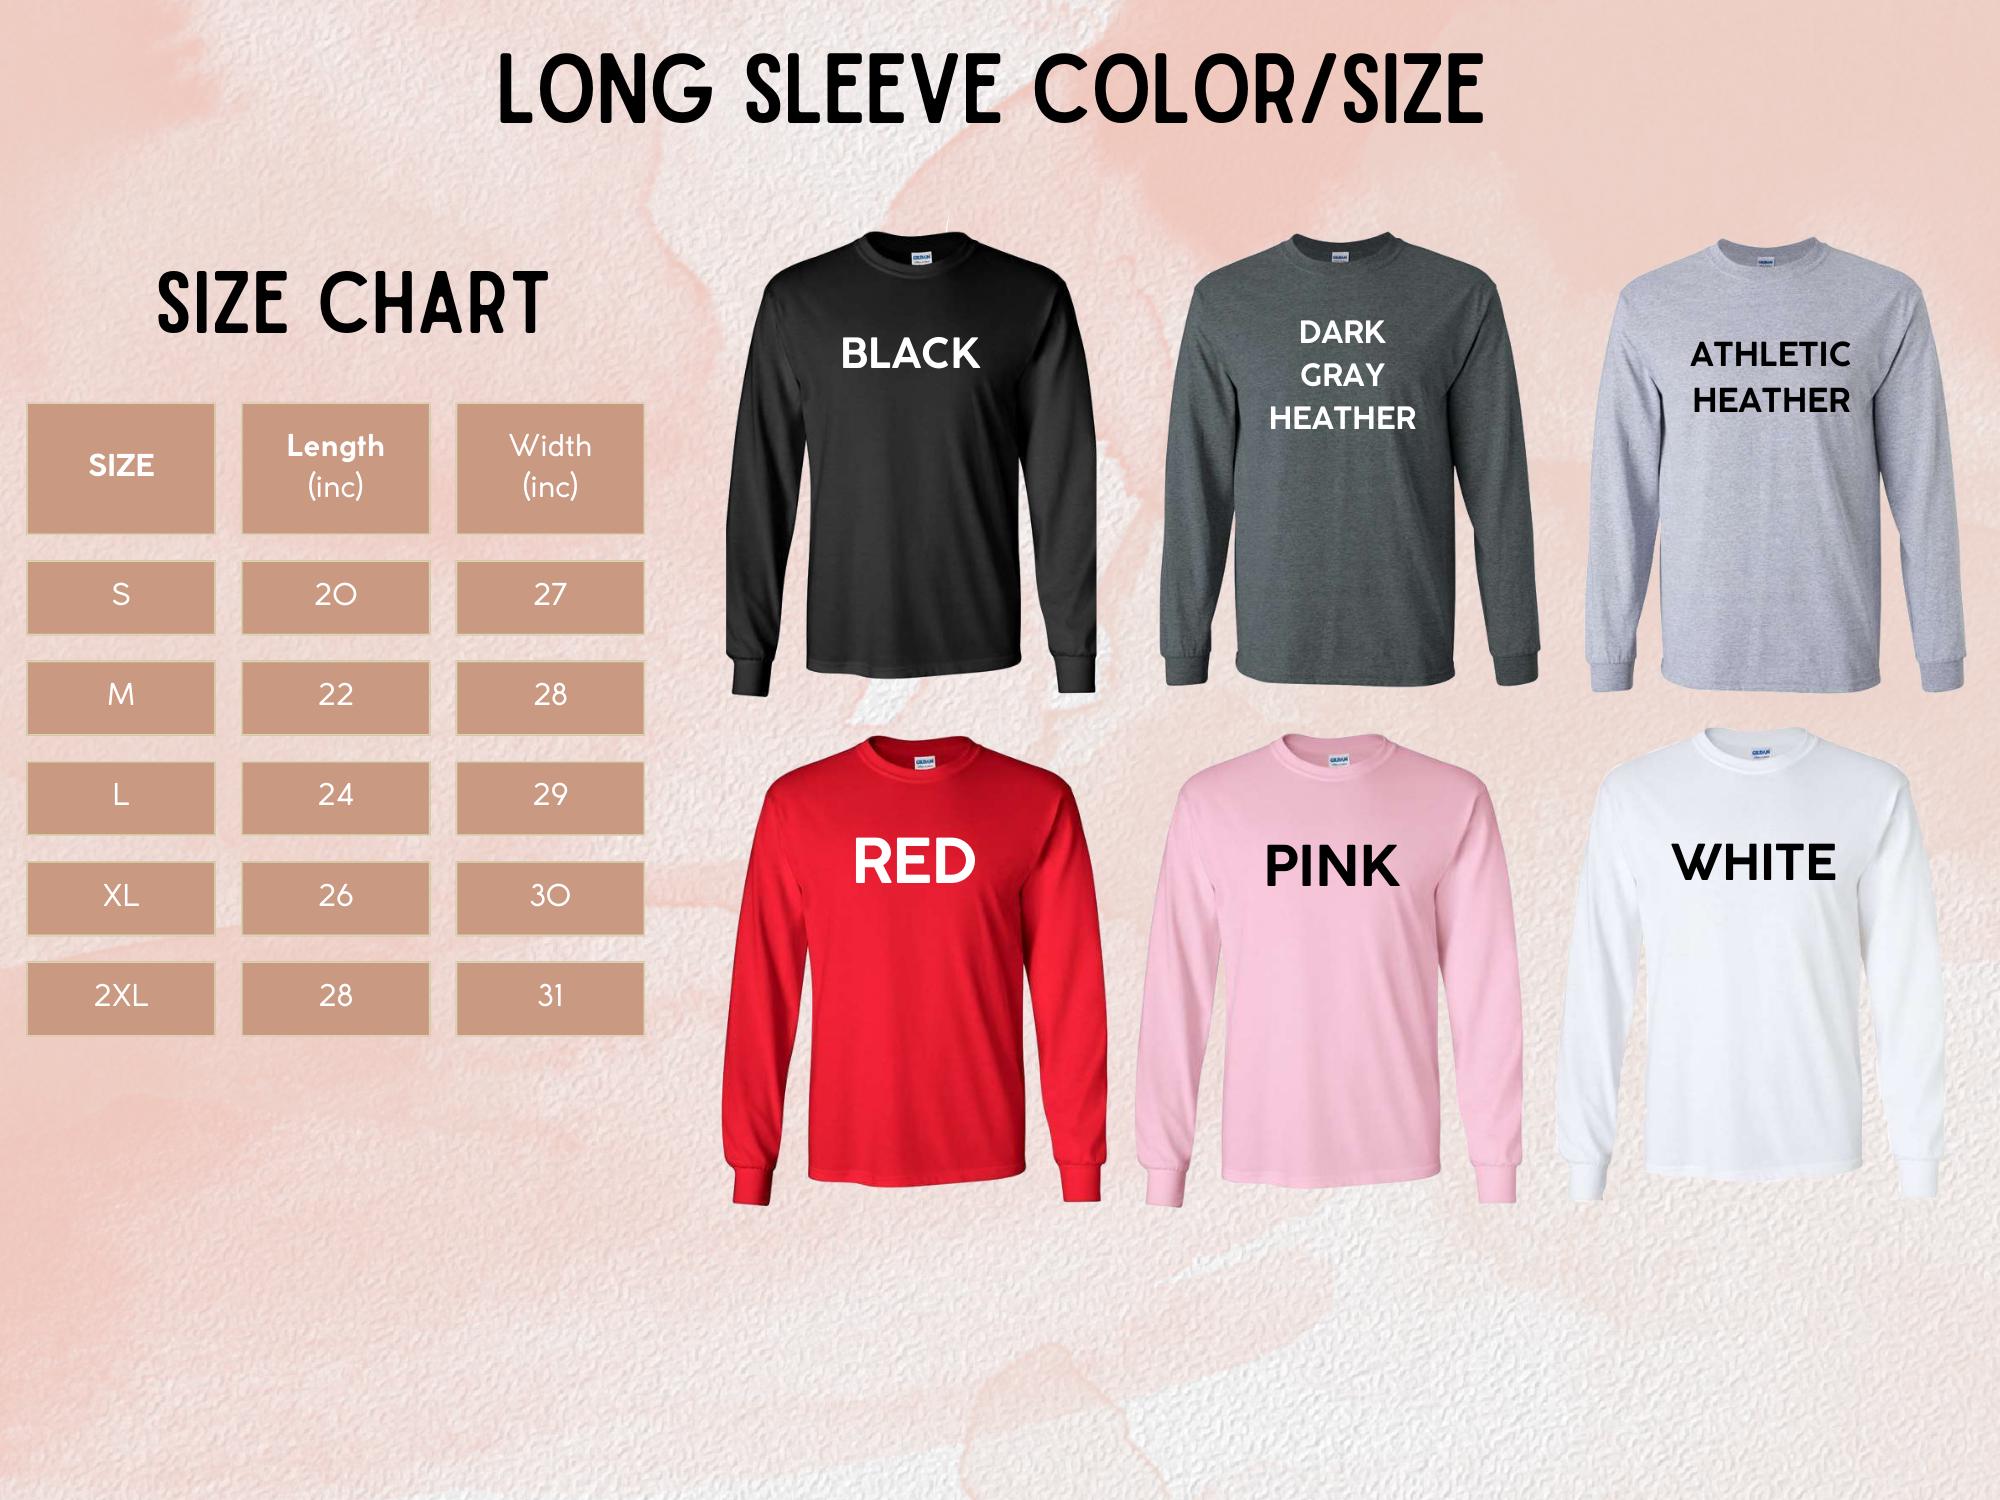 LONG SLEEVE COLOR/SIZE
SIZE CHART
SIZE Length (inc) Width (inc)
S 20 27
M 22 28
L 24 29
XL 26 30
2XL 28 31
BLACK
DARK
GRAY
HEATHER
ATHLETIC
HEATHER
RED
PINK
WHITE
GILDAN